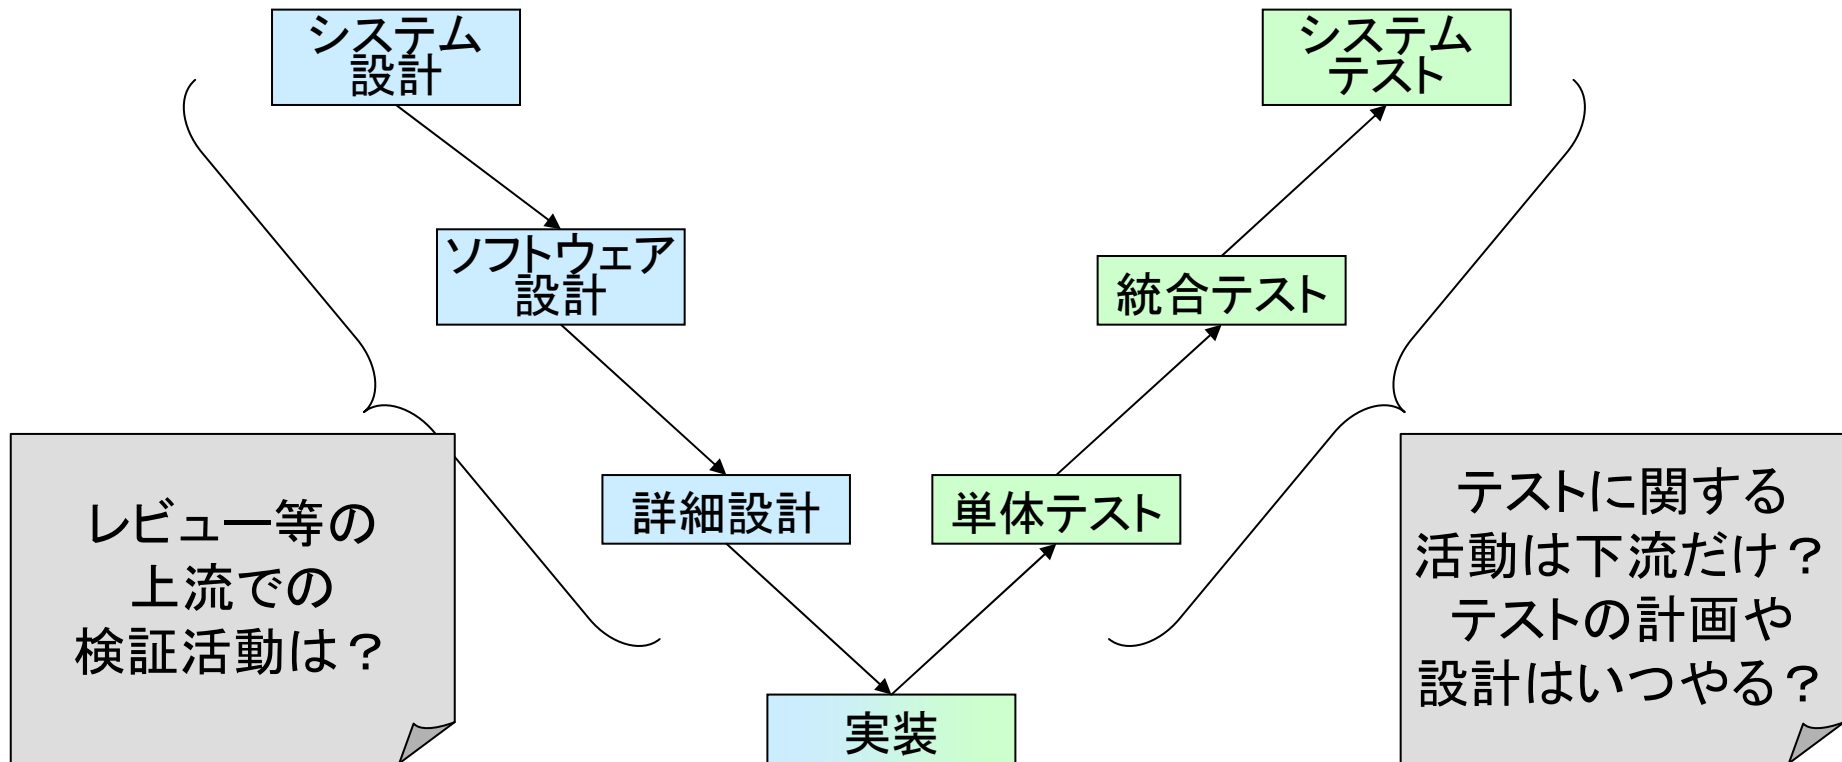 システム
設計
システム
テスト
ソフトウェア
設計
統合テスト
詳細設計
単体テスト
実装
レビュー等の
上流での
検証活動は？
テストに関する
活動は下流だけ？
テストの計画や
設計はいつやる？